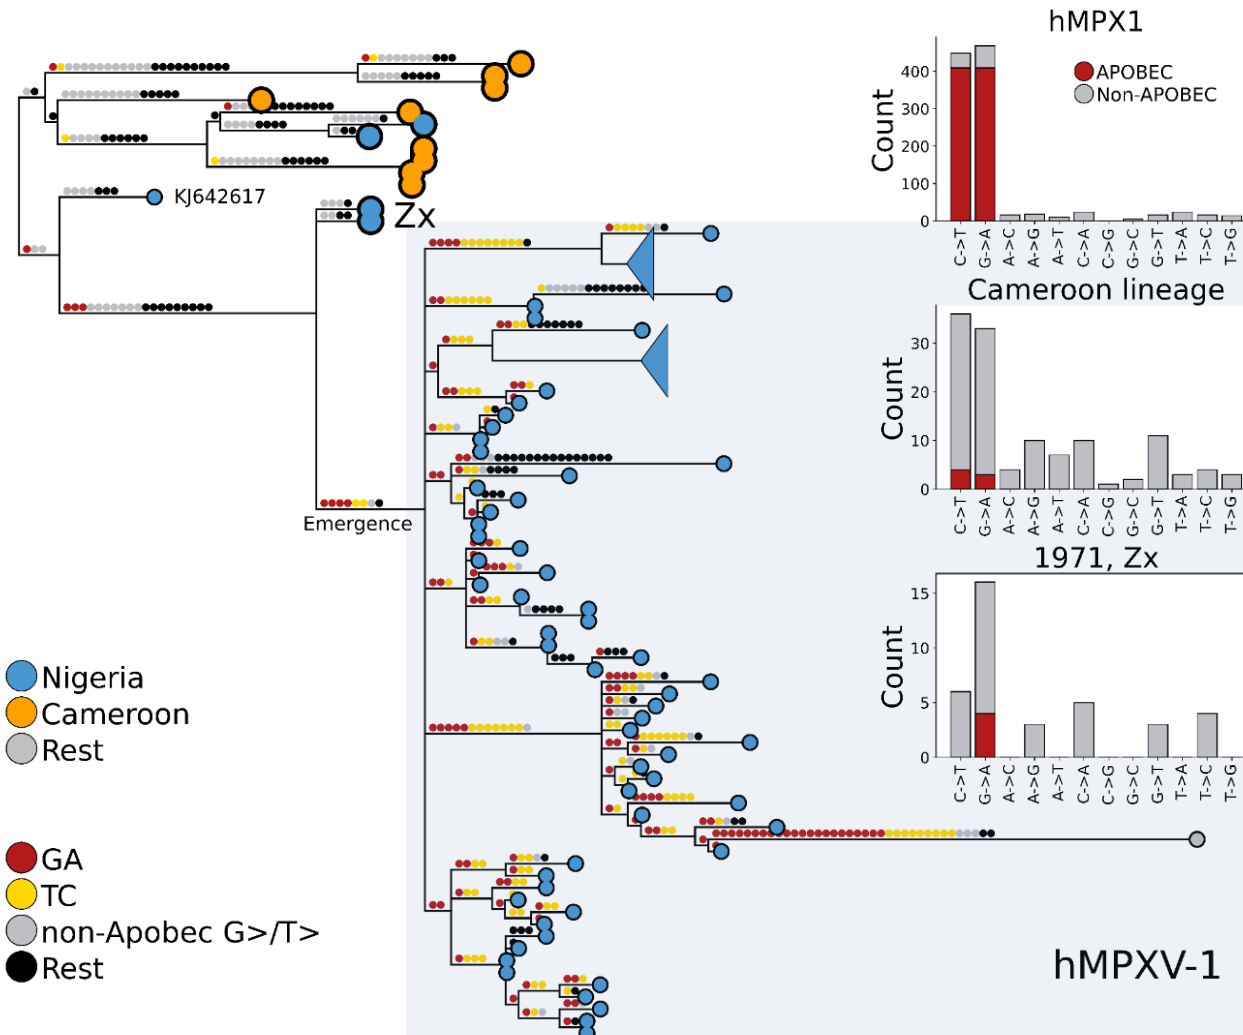 hMPX1
APOBEC
Non-APOBEC
Count
400
300
200
100
0
C->T
G->A
A->C
A->G
A->T
C->A
C->G
G->C
G->T
T->A
T->C
T->G
KJ642617
Zx
Cameroon lineage
Count
30
20
10
0
C->T
G->A
A->C
A->G
A->T
C->A
C->G
G->C
G->T
T->A
T->C
T->G
Emergence
1971, Zx
Count
15
10
5
0
C->T
G->A
A->C
A->G
A->T
C->A
C->G
G->C
G->T
T->A
T->C
T->G
Nigeria
Cameroon
Rest
GA
TC
non-Apobec G>/T>
Rest
hMPXV-1